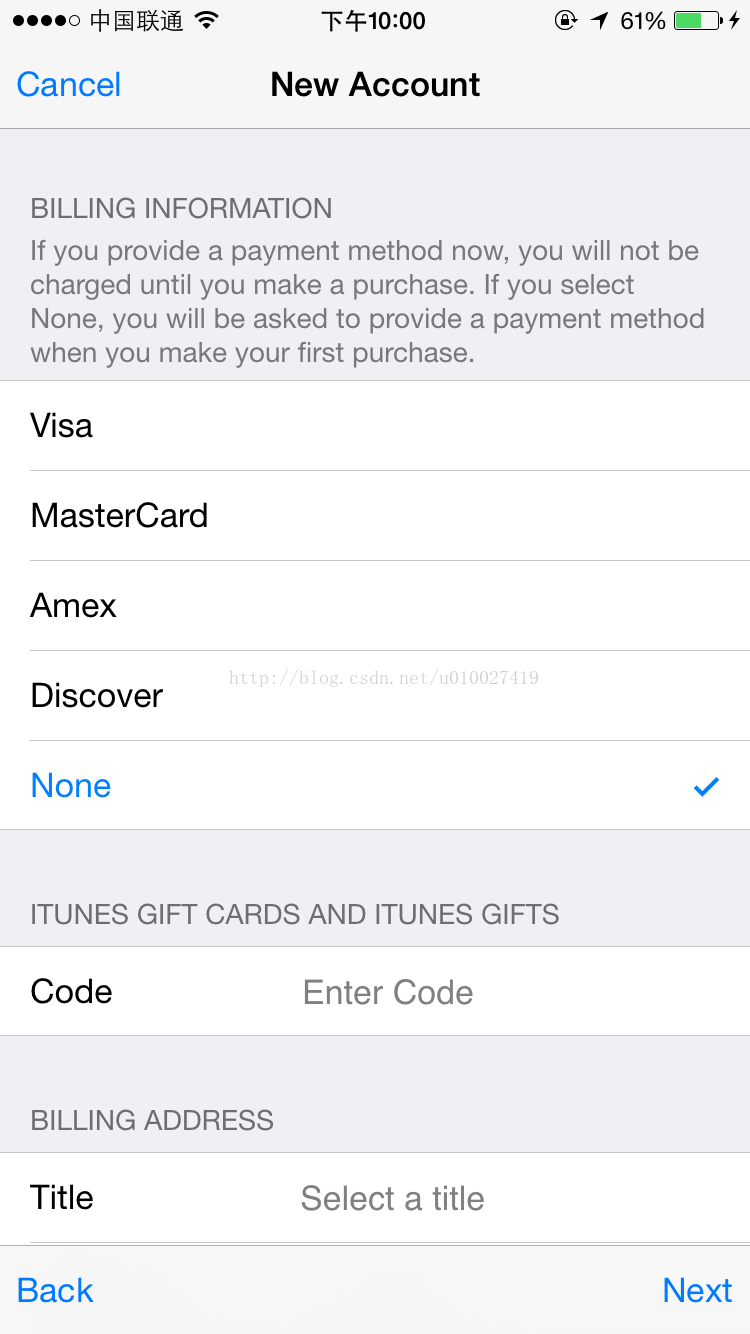 中国联通 下午10:00 61%
Cancel New Account
BILLING INFORMATION
If you provide a payment method now, you will not be
charged until you make a purchase. If you select
None, you will be asked to provide a payment method
when you make your first purchase.
Visa
MasterCard
Amex
http://blog.csdn.net/u010027419
Discover
None
ITUNES GIFT CARDS AND ITUNES GIFTS
Code Enter Code
BILLING ADDRESS
Title Select a title
Back Next